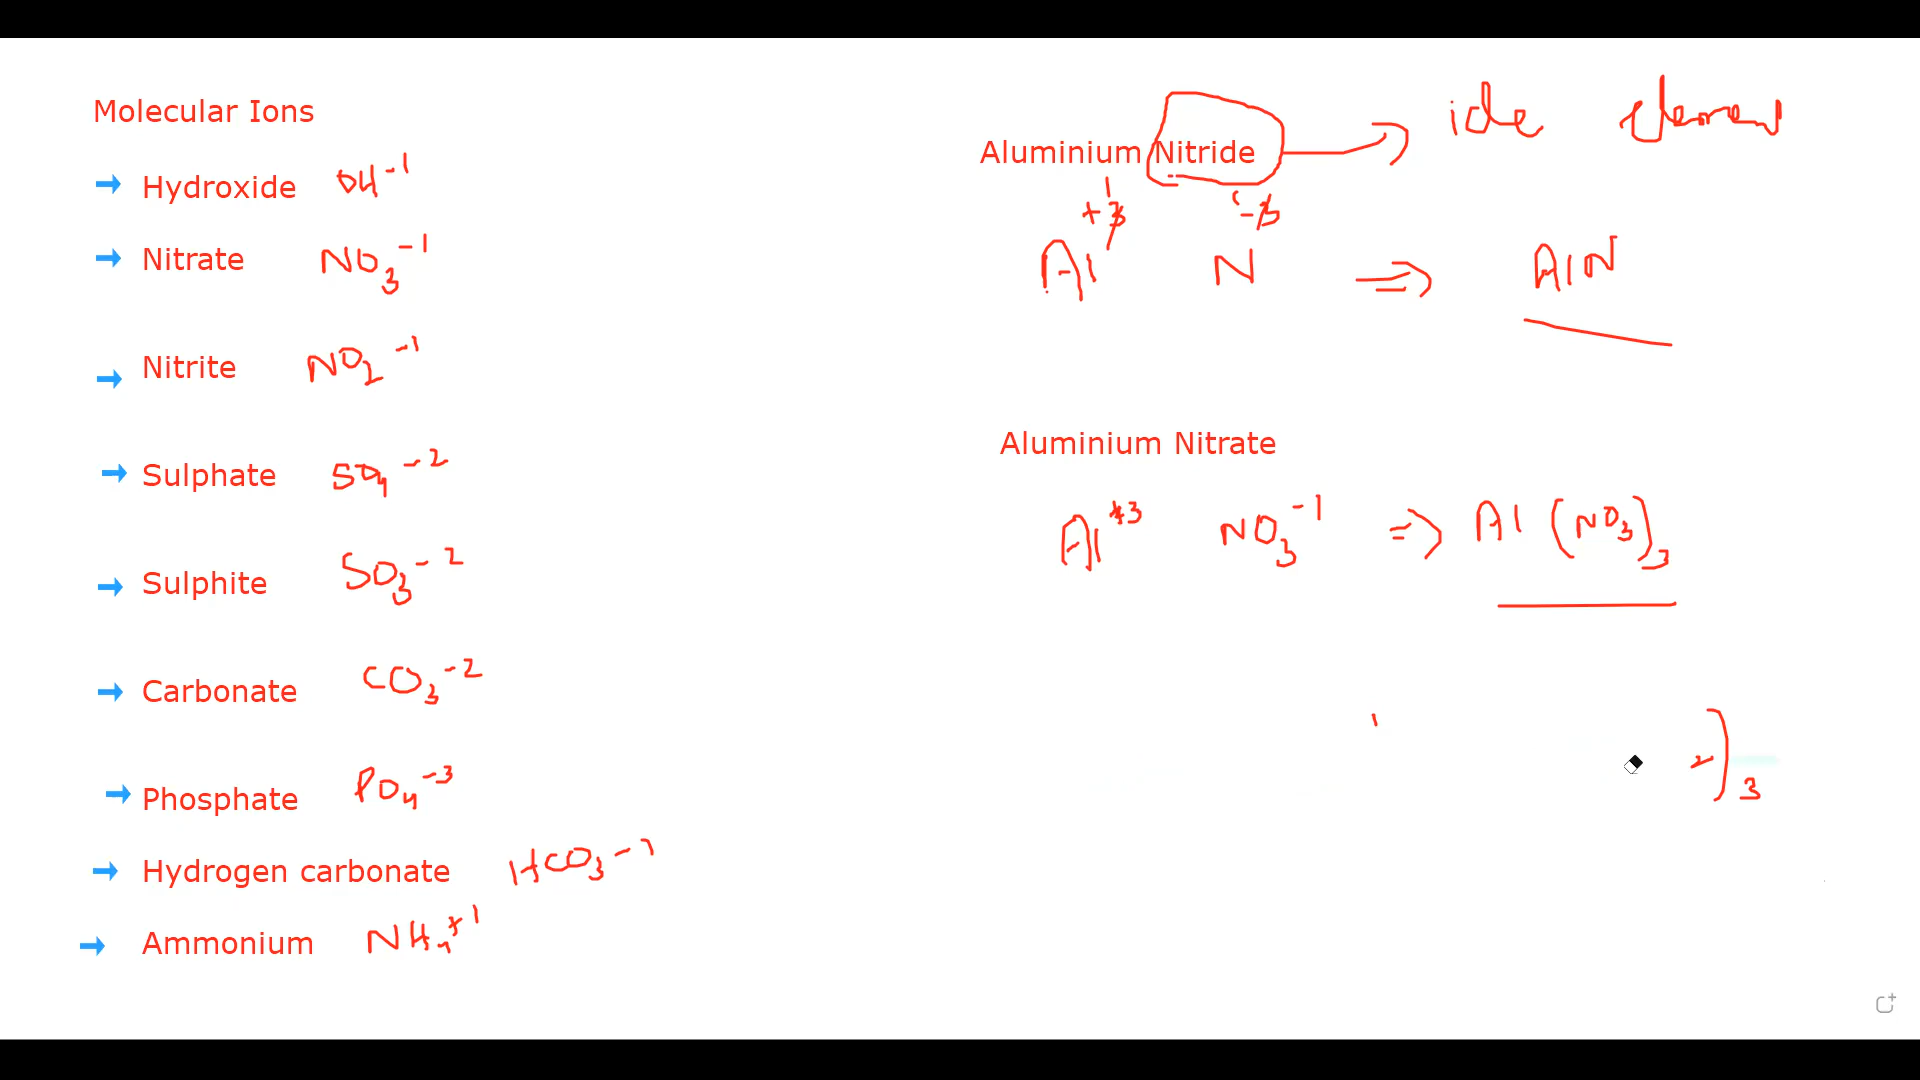 Molecular Ions
➡ Hydroxide OH⁻¹
➡ Nitrate NO₃⁻¹
➡ Nitrite NO₂⁻¹
➡ Sulphate SO₄⁻²
➡ Sulphite SO₃⁻²
➡ Carbonate CO₃⁻²
➡ Phosphate PO₄⁻³
➡ Hydrogen carbonate HCO₃⁻¹
➡ Ammonium NH₄⁺¹
Aluminium Nitride → ide
+3 -3
Al N ⇒ AlN
Aluminium Nitrate
Al⁺³ NO₃⁻¹ ⇒ Al(NO₃)₃
)₃